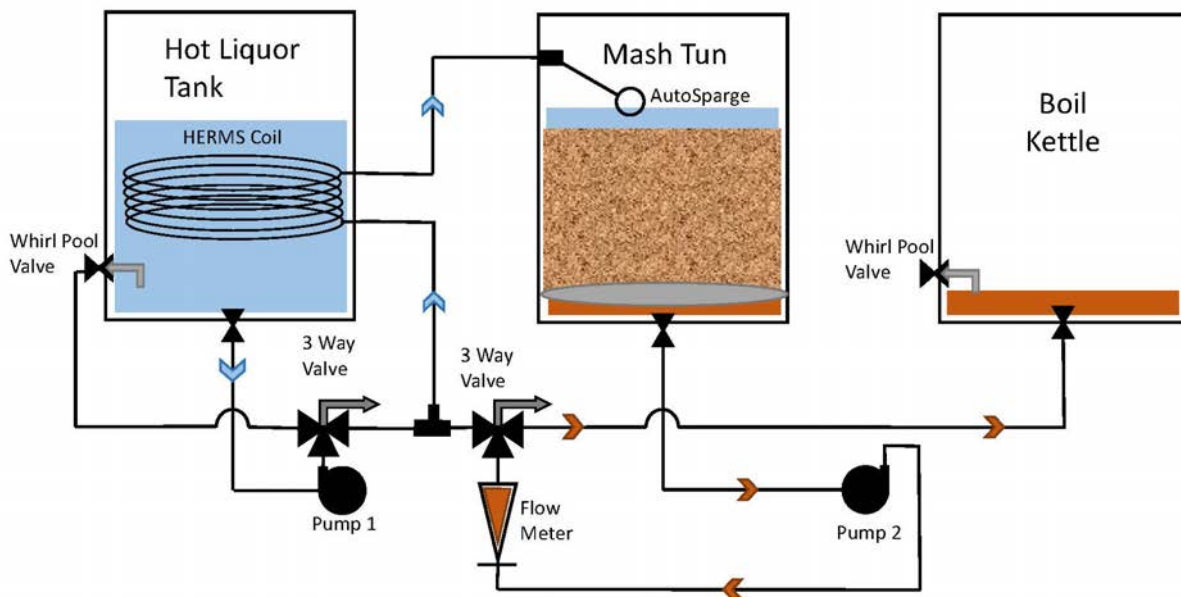 Hot Liquor
Tank
HERMS Coil
Whirl Pool
Valve
3 Way
Valve
Pump 1
Mash Tun
AutoSparge
3 Way
Valve
Flow
Meter
Pump 2
Boil
Kettle
Whirl Pool
Valve